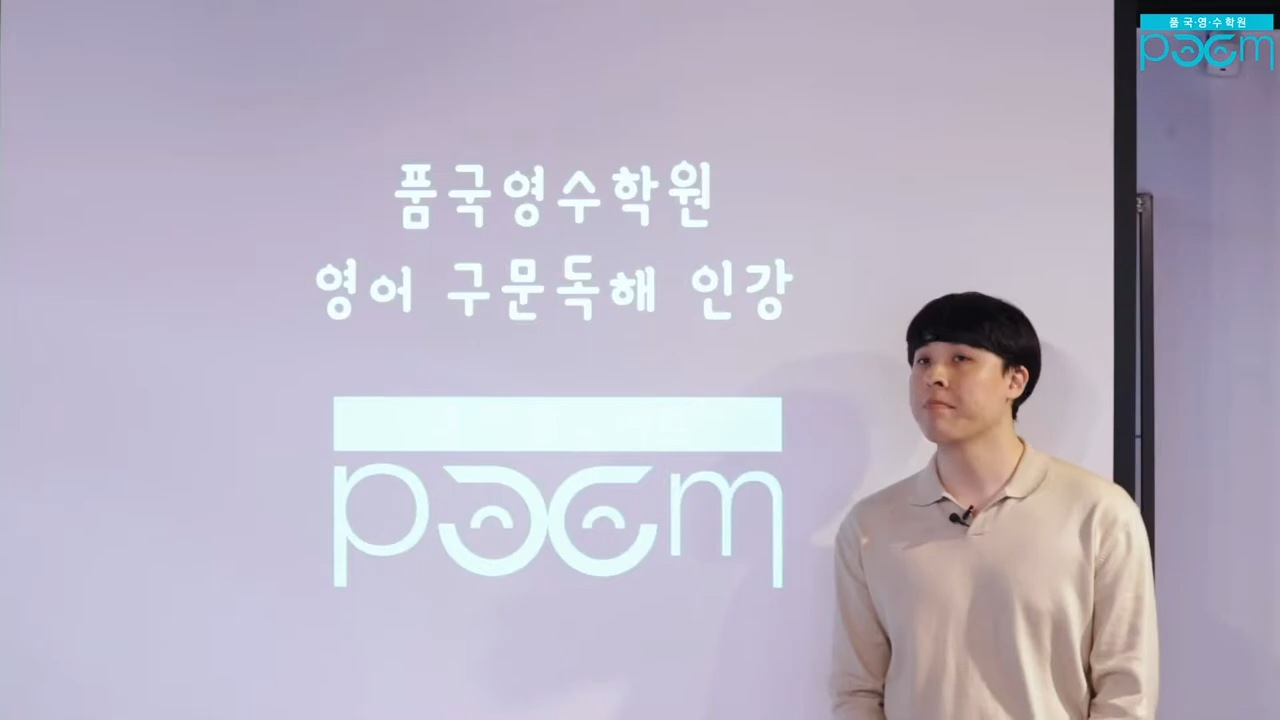 품국영수학원
영어 구문독해 인강
poem
품 국·영·수 학 원
poem